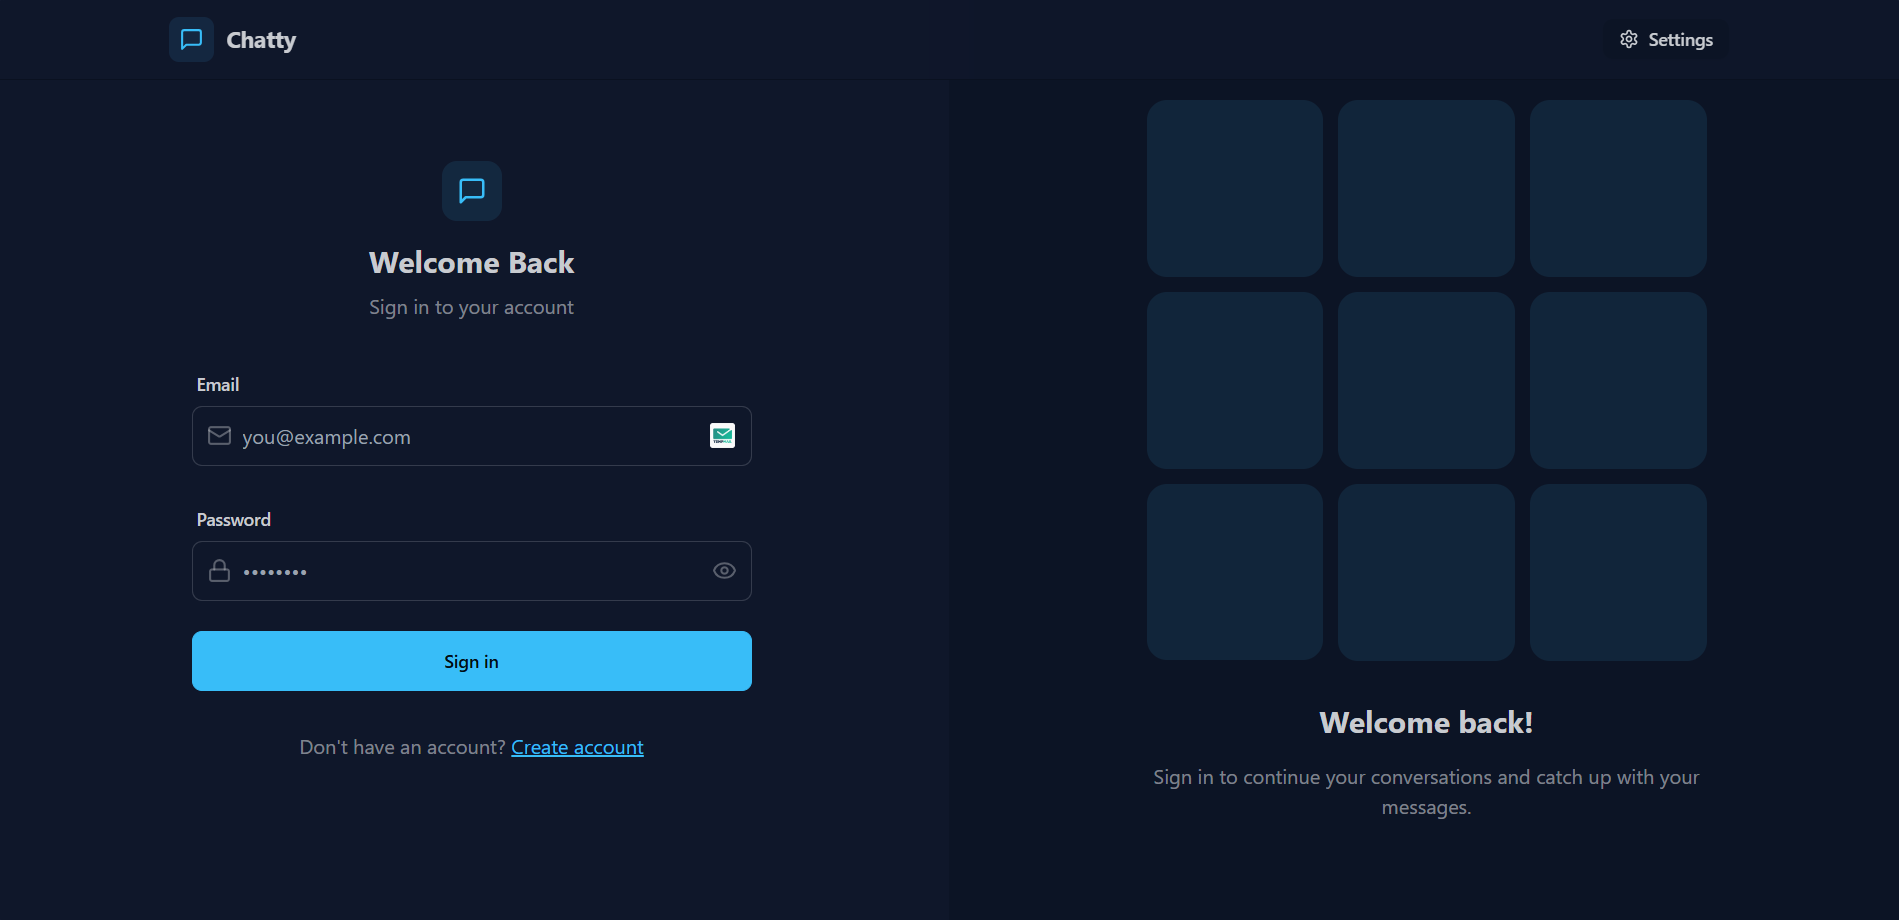 Chatty
Settings
Welcome Back
Sign in to your account
Email
you@example.com
Password
••••••••
Sign in
Don't have an account? Create account
Welcome back!
Sign in to continue your conversations and catch up with your
messages.